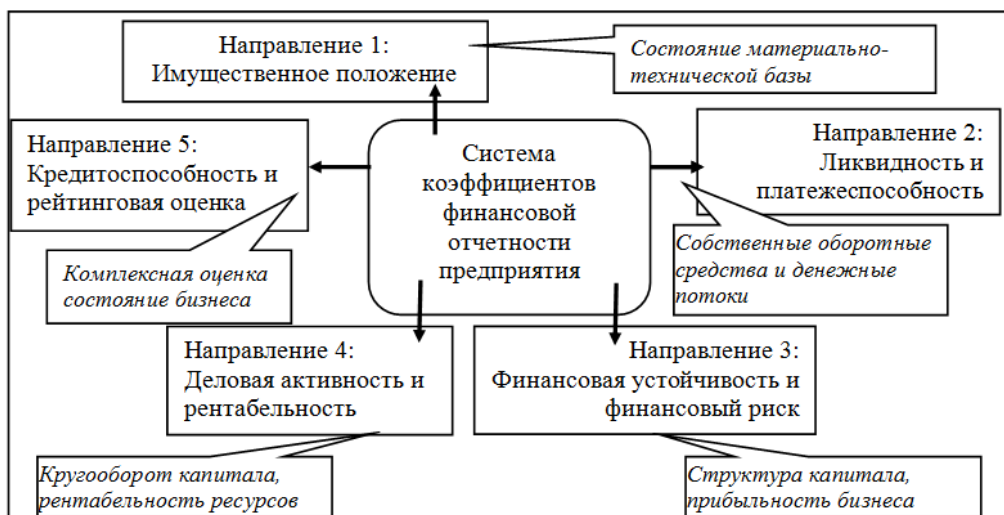 Направление 1:
Имущественное положение
Состояние материально-
технической базы
Направление 5:
Кредитоспособность и
рейтинговая оценка
Система
коэффициентов
финансовой
отчетности
предприятия
Направление 2:
Ликвидность и
платежеспособность
Комплексная оценка
состояние бизнеса
Собственные оборотные
средства и денежные
потоки
Направление 4:
Деловая активность и
рентабельность
Направление 3:
Финансовая устойчивость и
финансовый риск
Кругооборот капитала,
рентабельность ресурсов
Структура капитала,
прибыльность бизнеса